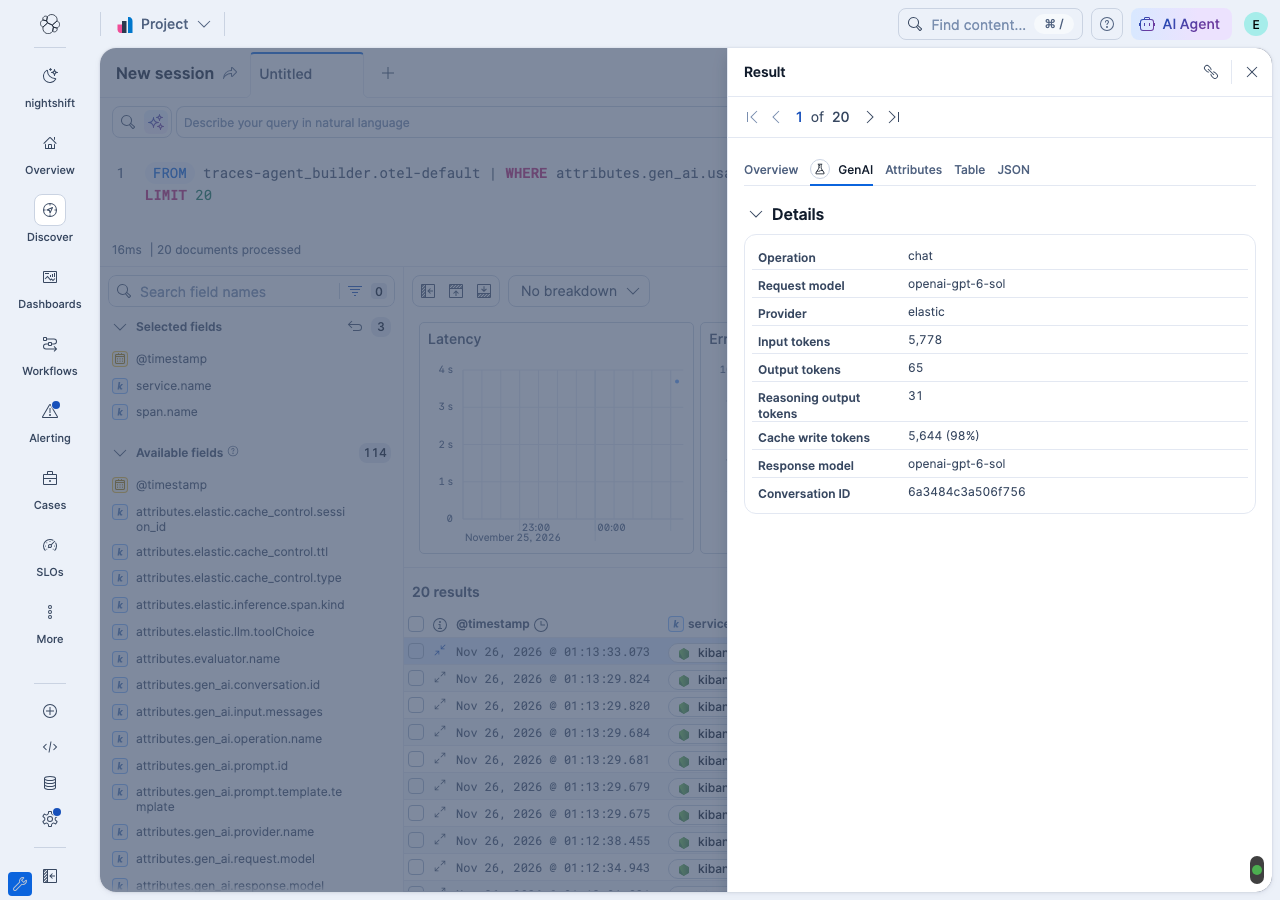 Project
Find content...
⌘ /
AI Agent
E
nightshift
Overview
Discover
Dashboards
Workflows
Alerting
Cases
SLOs
More
New session
Untitled
Describe your query in natural language
1 FROM traces-agent_builder.otel-default | WHERE attributes.gen_ai.usa
LIMIT 20
16ms | 20 documents processed
Search field names
0
Selected fields
3
@timestamp
k service.name
k span.name
Available fields
114
@timestamp
k attributes.elastic.cache_control.sessi
on_id
k attributes.elastic.cache_control.ttl
k attributes.elastic.cache_control.type
k attributes.elastic.inference.span.kind
k attributes.elastic.llm.toolChoice
k attributes.evaluator.name
k attributes.gen_ai.conversation.id
k attributes.gen_ai.input.messages
k attributes.gen_ai.operation.name
k attributes.gen_ai.prompt.id
k attributes.gen_ai.prompt.template.te
mplate
k attributes.gen_ai.provider.name
k attributes.gen_ai.request.model
k attributes.gen_ai.response.model
No breakdown
Latency
4 s
3 s
2 s
1 s
0
23:00
00:00
November 25, 2026
Err
1
20 results
@timestamp
k service
Nov 26, 2026 @ 01:13:33.073 kiban
Nov 26, 2026 @ 01:13:29.824 kiban
Nov 26, 2026 @ 01:13:29.820 kiban
Nov 26, 2026 @ 01:13:29.684 kiban
Nov 26, 2026 @ 01:13:29.681 kiban
Nov 26, 2026 @ 01:13:29.679 kiban
Nov 26, 2026 @ 01:13:29.675 kiban
Nov 26, 2026 @ 01:12:38.455 kiban
Nov 26, 2026 @ 01:12:34.943 kiban
Result
1 of 20
Overview
GenAI
Attributes
Table
JSON
Details
Operation chat
Request model openai-gpt-6-sol
Provider elastic
Input tokens 5,778
Output tokens 65
Reasoning output 31
tokens
Cache write tokens 5,644 (98%)
Response model openai-gpt-6-sol
Conversation ID 6a3484c3a506f756